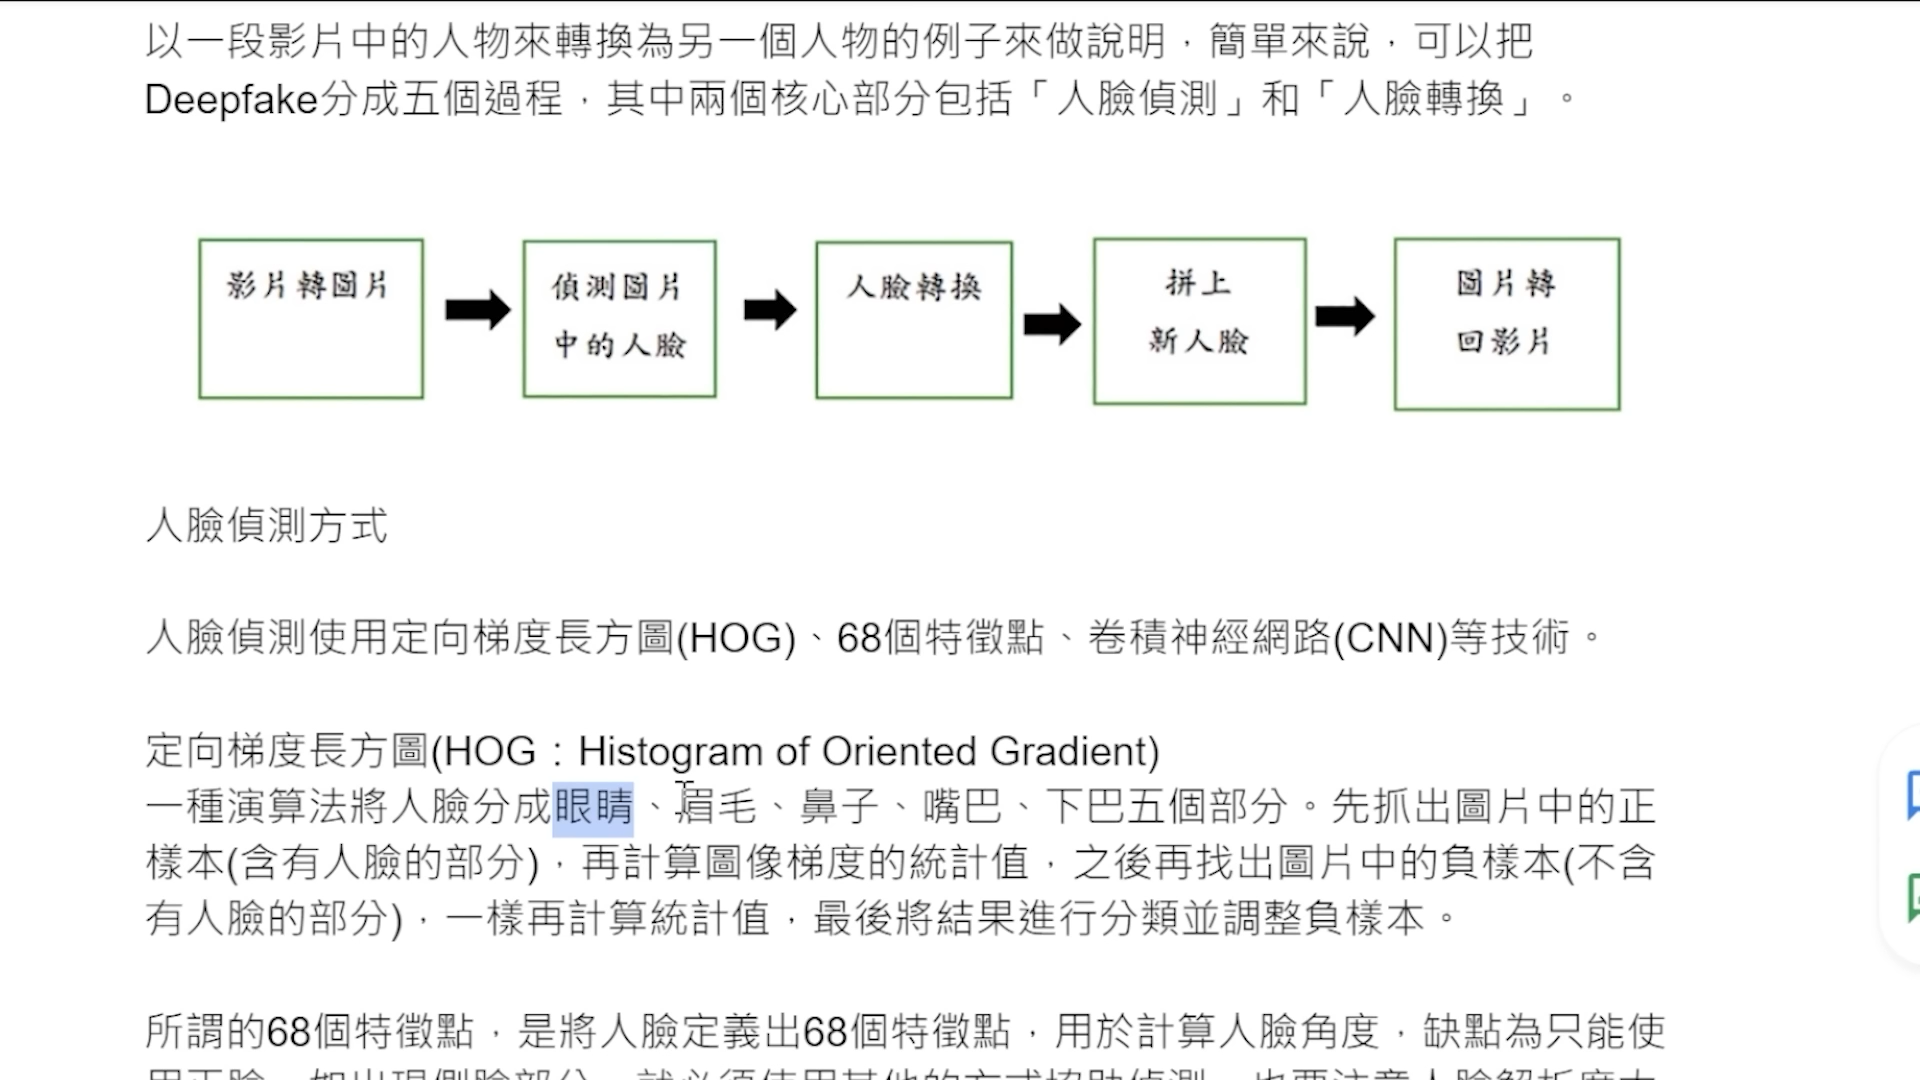 以一段影片中的人物來轉換為另一個人物的例子來做說明，簡單來說，可以把
Deepfake分成五個過程，其中兩個核心部分包括「人臉偵測」和「人臉轉換」。
影片轉圖片
偵測圖片
中的人臉
人臉轉換
拼上
新人臉
圖片轉
回影片
人臉偵測方式
人臉偵測使用定向梯度長方圖(HOG)、68個特徵點、卷積神經網路(CNN)等技術。
定向梯度長方圖(HOG：Histogram of Oriented Gradient)
一種演算法將人臉分成眼睛、眉毛、鼻子、嘴巴、下巴五個部分。先抓出圖片中的正
樣本(含有人臉的部分)，再計算圖像梯度的統計值，之後再找出圖片中的負樣本(不含
有人臉的部分)，一樣再計算統計值，最後將結果進行分類並調整負樣本。
所謂的68個特徵點，是將人臉定義出68個特徵點，用於計算人臉角度，缺點為只能使